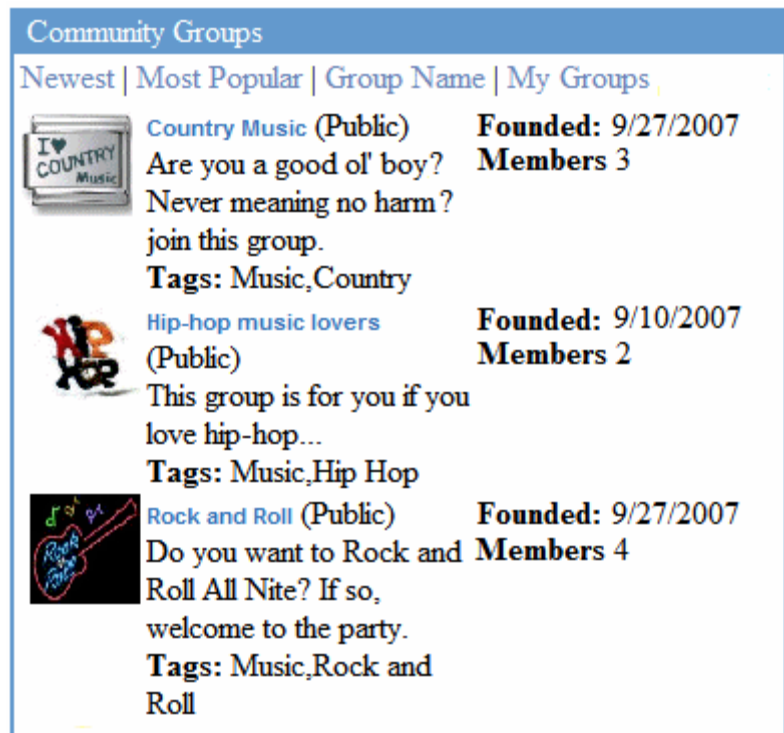 Community Groups
Newest | Most Popular | Group Name | My Groups
I ♥ COUNTRY Music
Country Music (Public)
Are you a good ol' boy?
Never meaning no harm?
join this group.
Tags: Music,Country
Founded: 9/27/2007
Members 3
HIP
HOP
Hip-hop music lovers
(Public)
This group is for you if you
love hip-hop...
Tags: Music,Hip Hop
Founded: 9/10/2007
Members 2
Rock and Roll (Public)
Do you want to Rock and
Roll All Nite? If so,
welcome to the party.
Tags: Music,Rock and
Roll
Founded: 9/27/2007
Members 4